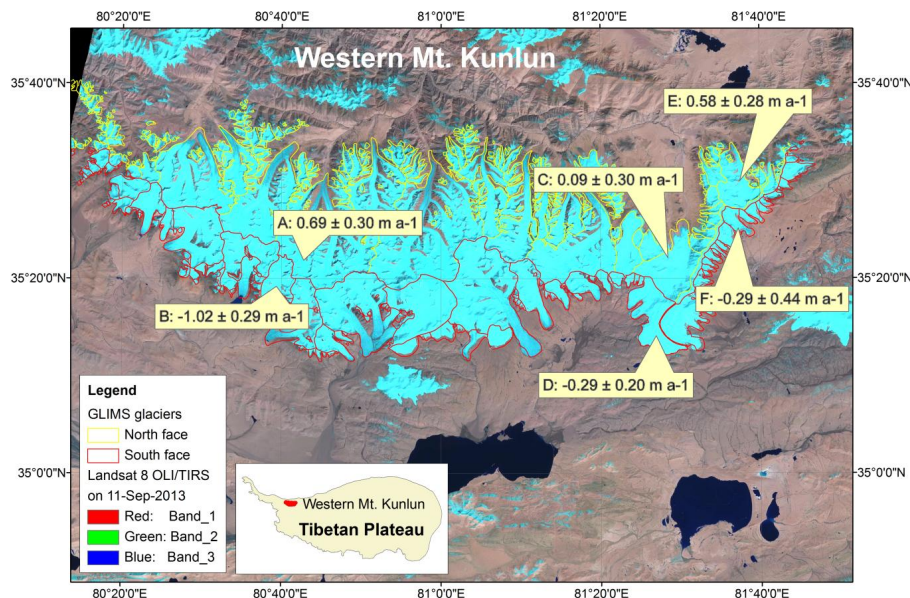 80°20'0"E 80°40'0"E 81°0'0"E 81°20'0"E 81°40'0"E
Western Mt. Kunlun
35°40'0"N 35°40'0"N
E: 0.58 ± 0.28 m a-1
C: 0.09 ± 0.30 m a-1
A: 0.69 ± 0.30 m a-1
35°20'0"N 35°20'0"N
F: -0.29 ± 0.44 m a-1
B: -1.02 ± 0.29 m a-1
D: -0.29 ± 0.20 m a-1
Legend
GLIMS glaciers
North face
South face
Landsat 8 OLI/TIRS
on 11-Sep-2013
Red: Band_1
Green: Band_2
Blue: Band_3
35°0'0"N 35°0'0"N
Western Mt. Kunlun
Tibetan Plateau
80°20'0"E 80°40'0"E 81°0'0"E 81°20'0"E 81°40'0"E